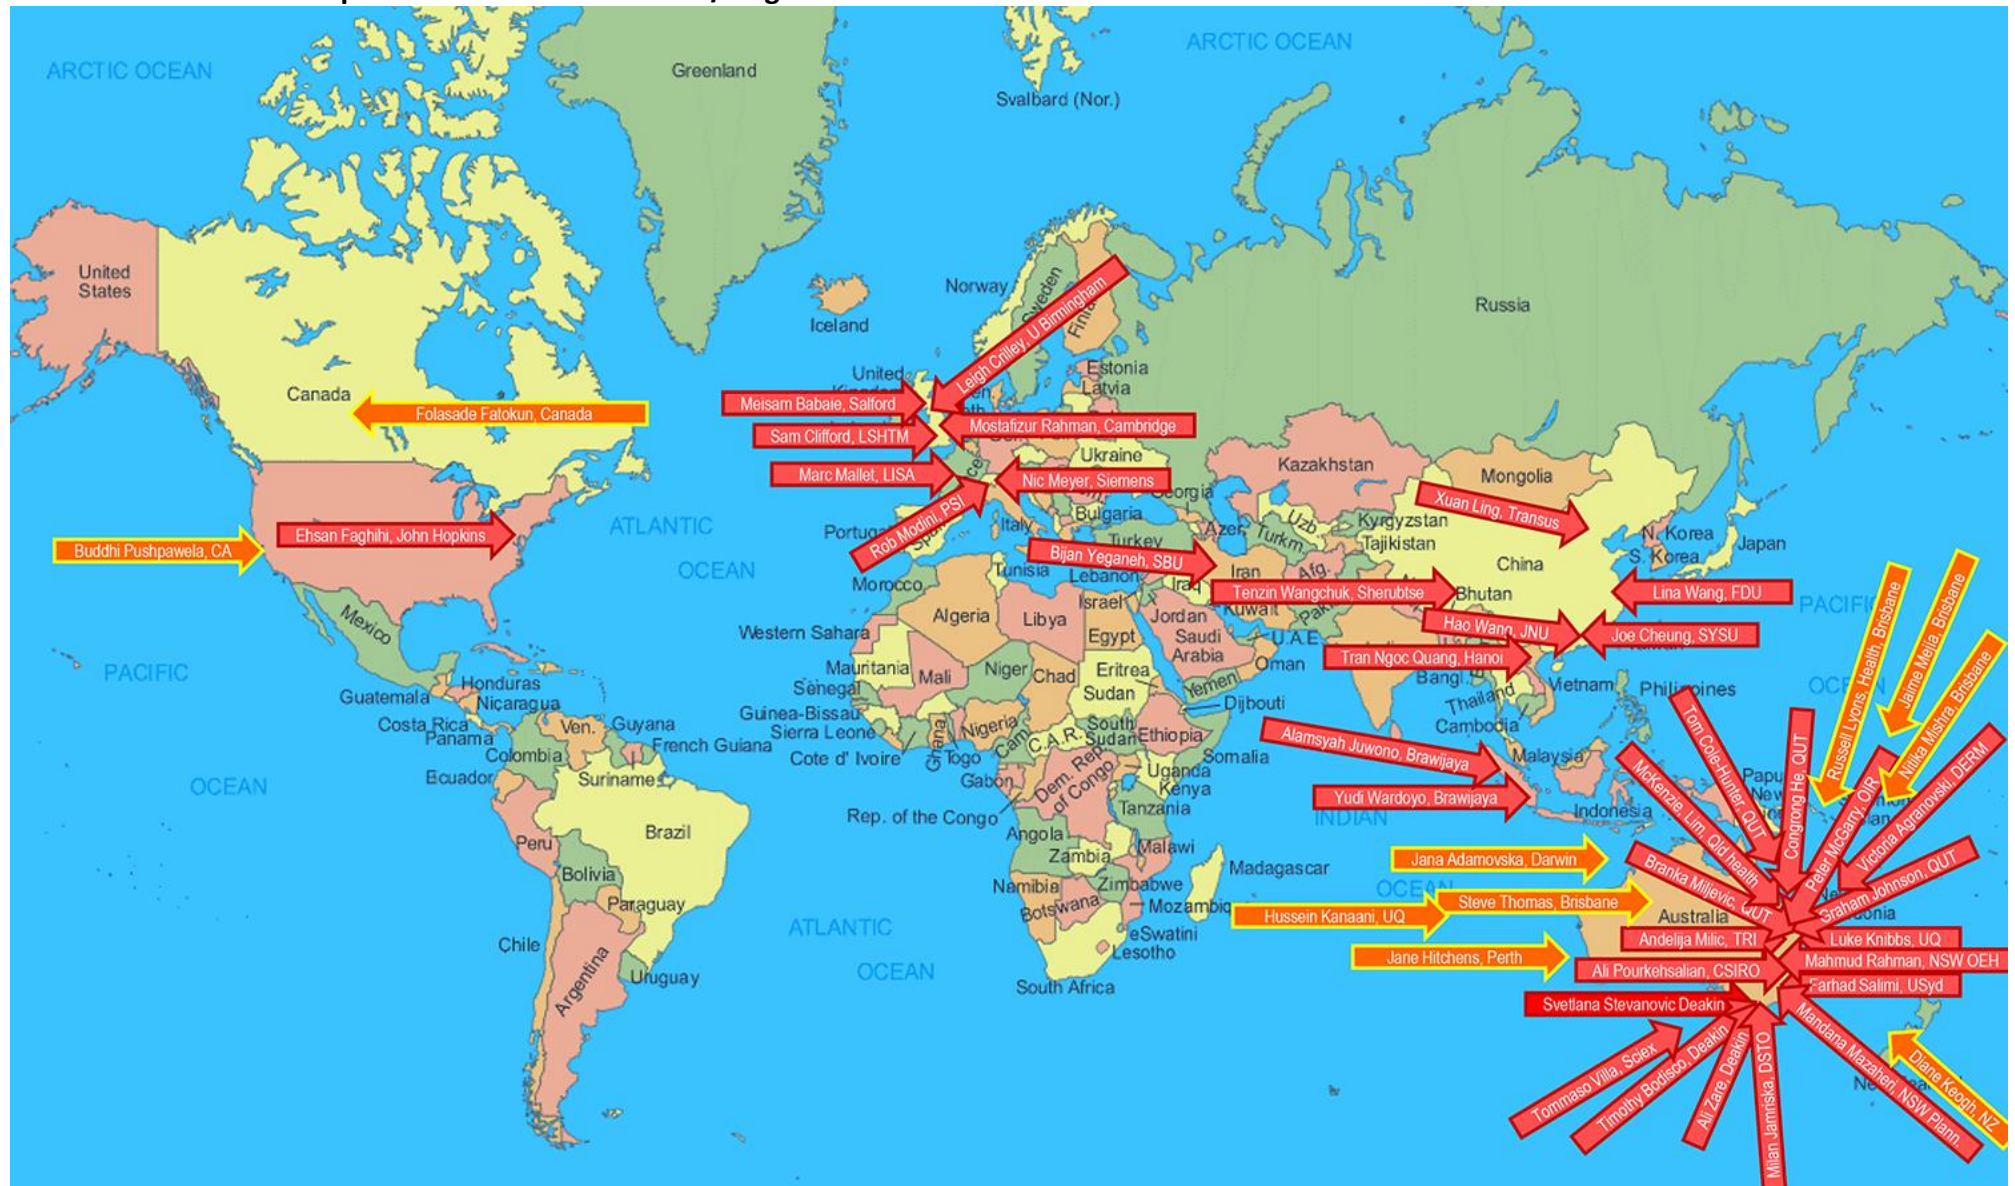 ARCTIC OCEAN
ARCTIC OCEAN
Greenland
Svalbard (Nor.)
United
States
Canada
Iceland
Norway
Sweden
Russia
Estonia
Latvia
United
Leigh Crilley, U Birmingham
Folasade Fatokun, Canada
Meisam Babaie, Salford
Sam Clifford, LSHTM
Mostafizur Rahman, Cambridge
Marc Mallet, LISA
Nic Meyer, Siemens
Rob Modini, PSI
Ukraine
Kazakhstan
Mongolia
Georgia
Bulgaria
Italy
Turkey
Azer.
Uzb.
Turkm.
Kyrgyzstan
Tajikistan
Xuan Ling, Transus
N. Korea
S. Korea
Japan
China
ATLANTIC
OCEAN
Ehsan Faghihi, John Hopkins
Buddhi Pushpawela, CA
Bijan Yeganeh, SBU
Tenzin Wangchuk, Sherubtse
Bhutan
Lina Wang, FDU
Hao Wang, JNU
Joe Cheung, SYSU
Tran Ngoc Quang, Hanoi
Morocco
Tunisia
Lebanon
Israel
Iraq
Iran
Afg.
Kuwait
Jordan
Saudi
Arabia
U.A.E
Oman
Yemen
Algeria
Libya
Egypt
Western Sahara
Mauritania
Mali
Niger
Chad
Sudan
Eritrea
Djibouti
Senegal
Guinea-Bissau
Sierra Leone
Cote d' Ivoire
Ghana
Togo
Nigeria
Cam.
C.A.R.
South
Sudan
Ethiopia
Somalia
Uganda
Kenya
Gabon
Rep. of the Congo
Dem. Rep.
of Congo
Tanzania
Angola
Zambia
Malawi
Namibia
Botswana
Zimbabwe
Madagascar
eSwatini
Lesotho
South Africa
Bangl.
Thailand
Vietnam
Cambodia
Philippines
Malaysia
Indonesia
Mexico
Guatemala
Honduras
Nicaragua
Costa Rica
Panama
Ven.
Guyana
French Guiana
Suriname
Colombia
Ecuador
Peru
Brazil
Bolivia
Paraguay
Chile
Argentina
Uruguay
PACIFIC
OCEAN
ATLANTIC
OCEAN
INDIAN
OCEAN
Alamsyah Juwono, Brawijaya
Yudi Wardoyo, Brawijaya
Jana Adamovska, Darwin
Steve Thomas, Brisbane
Hussein Kanaani, UQ
Jane Hitchens, Perth
Australia
Russell Lyons, Health, Brisbane
Jaime Mejia, Brisbane
Nitika Mishra, Brisbane
Tom Cole-Hunter, QUT
Congrong He, QUT
McKenzie, Lim, Qld health
Peter McGarry, OIR
Victoria Agranovski, DERM
Branka Miljevic, QUT
Graham Johnson, QUT
Andelija Milic, TRI
Luke Knibbs, UQ
Mahmud Rahman, NSW OEH
Ali Pourkehsalian, CSIRO
Farhad Salimi, USyd
Svetlana Stevanovic Deakin
Tommaso Villa, Sciex
Timothy Bodisco, Deakin
Ali Zare, Deakin
Milan Jamriska, DSTO
Mandana Mazaheri, NSW Plann.
Diane Keogh, NZ